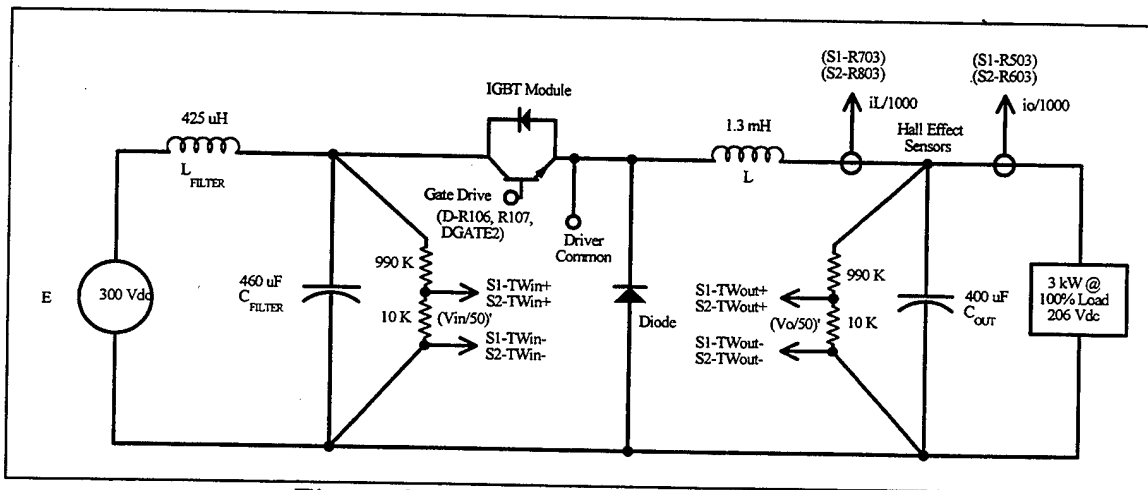 (S1-R703)
(S2-R803)
(S1-R503)
(S2-R603)
IGBT Module
iL/1000
io/1000
425 uH
1.3 mH
Hall Effect
Sensors
L FILTER
L
Gate Drive
(D-R106, R107,
DGATE2)
Driver
Common
990 K
990 K
460 uF
C FILTER
S1-TWin+
S2-TWin+
S1-TWout+
S2-TWout+
E
300 Vdc
3 kW @
100% Load
206 Vdc
400 uF
C OUT
10 K
(Vin/50)'
Diode
(Vo/50)'
10 K
S1-TWin-
S2-TWin-
S1-TWout-
S2-TWout-